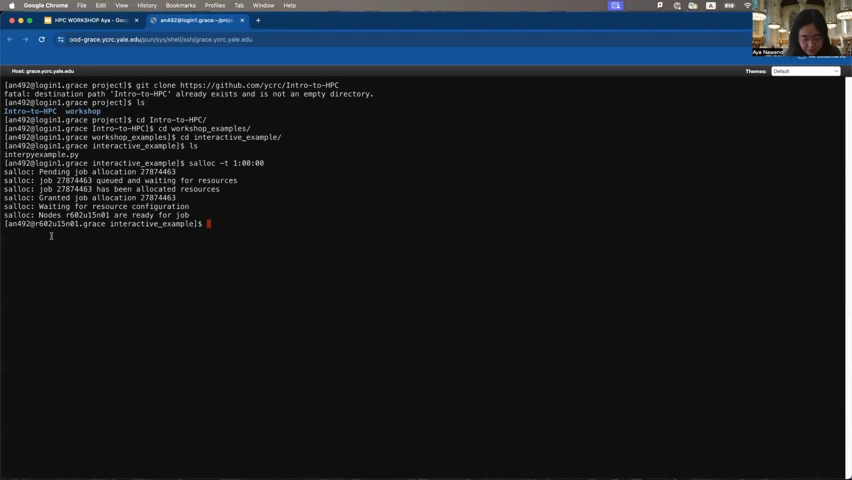 Google Chrome File Edit View History Bookmarks Profiles Tab Window Help
HPC WORKSHOP Aya - Goog
an492@login1.grace:~/proje
ood-grace.ycrc.yale.edu/pun/sys/shell/ssh/grace.ycrc.yale.edu
Host: grace.ycrc.yale.edu
Themes: Default
Aya Nawano
[an492@login1.grace project]$ git clone https://github.com/ycrc/Intro-to-HPC
fatal: destination path 'Intro-to-HPC' already exists and is not an empty directory.
[an492@login1.grace project]$ ls
Intro-to-HPC workshop
[an492@login1.grace project]$ cd Intro-to-HPC/
[an492@login1.grace Intro-to-HPC]$ cd workshop_examples/
[an492@login1.grace workshop_examples]$ cd interactive_example/
[an492@login1.grace interactive_example]$ ls
interpyexample.py
[an492@login1.grace interactive_example]$ salloc -t 1:00:00
salloc: Pending job allocation 27874463
salloc: job 27874463 queued and waiting for resources
salloc: job 27874463 has been allocated resources
salloc: Granted job allocation 27874463
salloc: Waiting for resource configuration
salloc: Nodes r602u15n01 are ready for job
[an492@r602u15n01.grace interactive_example]$